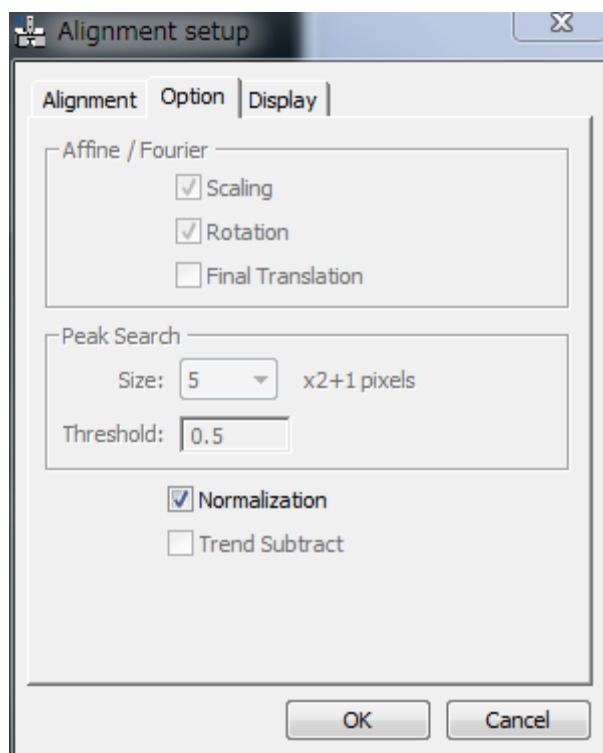 Alignment setup
Alignment Option Display
Affine / Fourier
Scaling
Rotation
Final Translation
Peak Search
Size: 5 x2+1 pixels
Threshold: 0.5
Normalization
Trend Subtract
OK Cancel